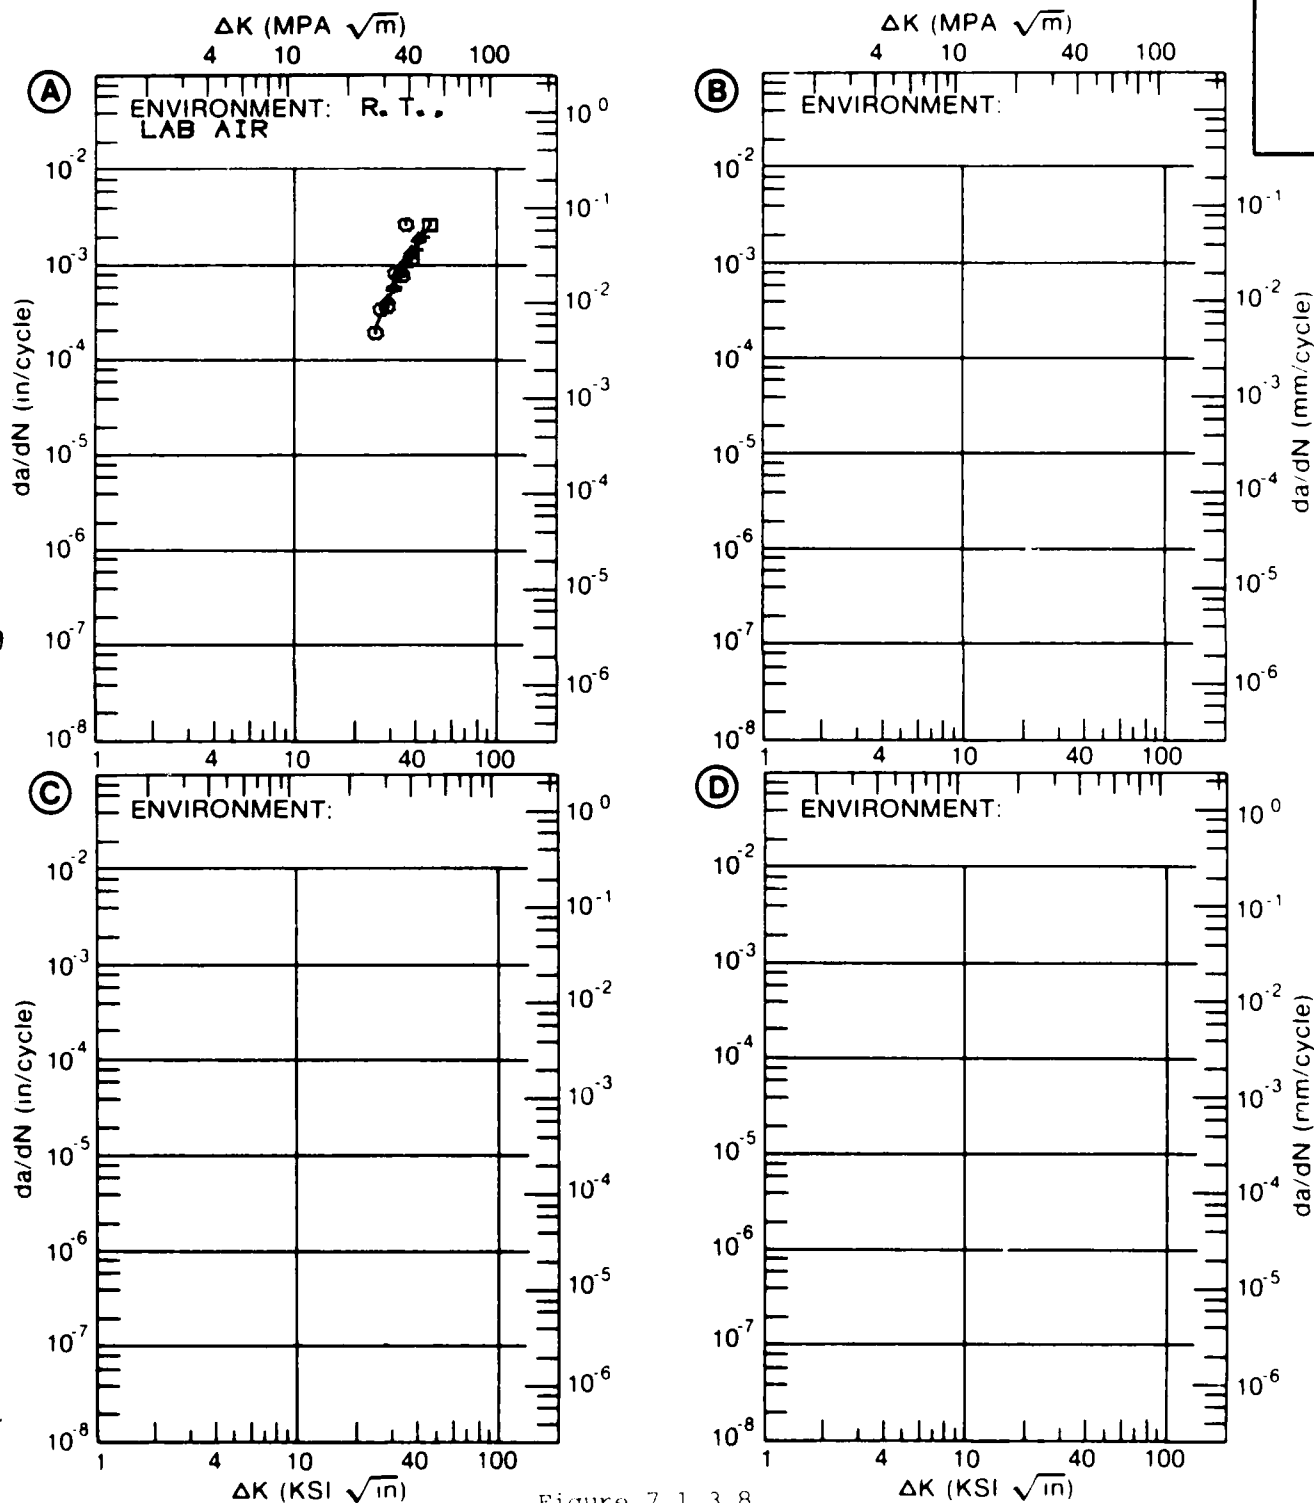 ΔK (MPA √m)
4 10 40 100
A
ENVIRONMENT: R.T.,
LAB AIR
da/dN (in/cycle)
10^-2
10^-3
10^-4
10^-5
10^-6
10^-7
10^-8
10^0
10^-1
10^-2
10^-3
10^-4
10^-5
10^-6
1 4 10 40 100
ΔK (MPA √m)
4 10 40 100
B
ENVIRONMENT:
10^-2
10^-3
10^-4
10^-5
10^-6
10^-7
10^-8
10^-1
10^-2
10^-3
10^-4
10^-5
10^-6
da/dN (mm/cycle)
1 4 10 40 100
C
ENVIRONMENT:
da/dN (in/cycle)
10^-2
10^-3
10^-4
10^-5
10^-6
10^-7
10^-8
10^0
10^-1
10^-2
10^-3
10^-4
10^-5
10^-6
1 4 10 40 100
ΔK (KSI √in)
D
ENVIRONMENT:
10^-2
10^-3
10^-4
10^-5
10^-6
10^-7
10^-8
10^0
10^-1
10^-2
10^-3
10^-4
10^-5
10^-6
da/dN (mm/cycle)
1 4 10 40 100
ΔK (KSI √in)
Figure 7.1.3.8